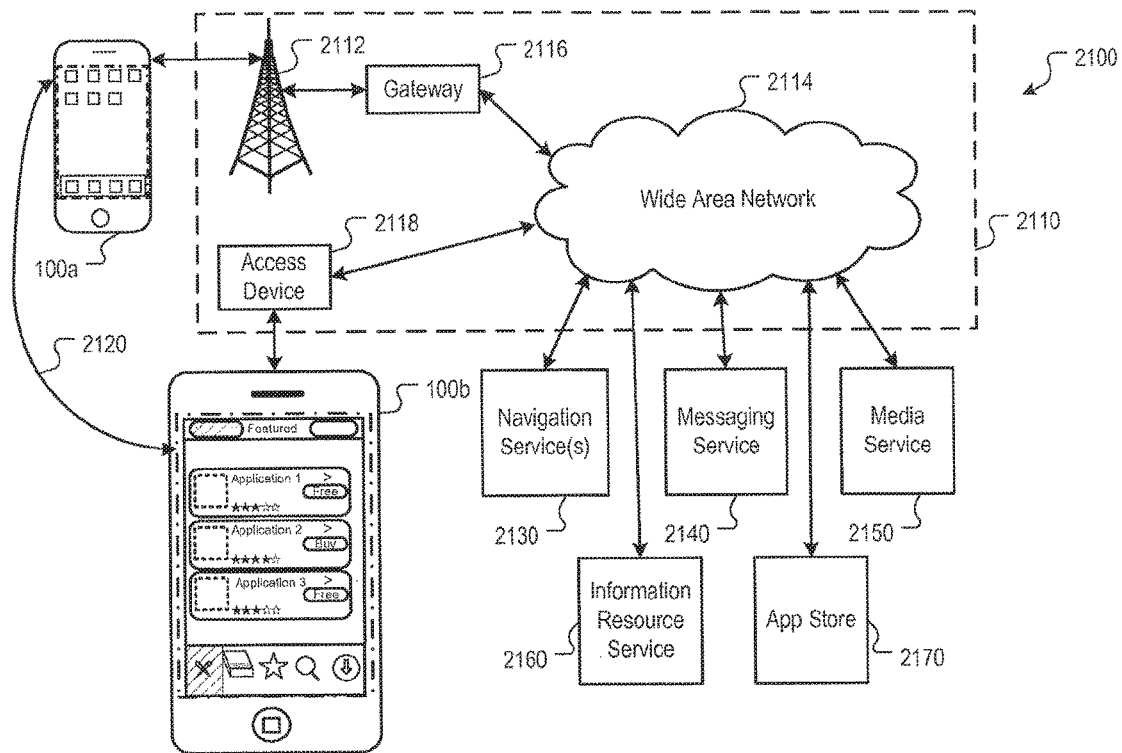 2112
2116
2100
Gateway
2114
Wide Area Network
2118
2110
100a
Access
Device
2120
100b
Featured
Navigation
Service(s)
Messaging
Service
Media
Service
Application 1
>
Free
★★★☆☆
Application 2
>
Buy
★★★★☆
2130
2140
2150
Application 3
>
Free
★★★☆☆
Information
Resource
Service
App Store
2160
2170